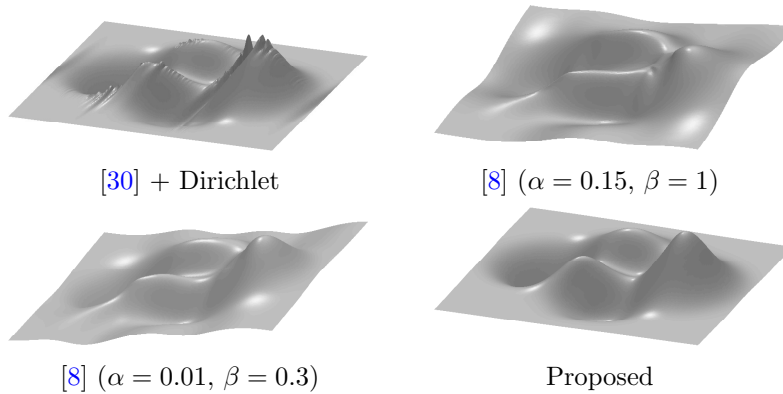 [30] + Dirichlet
[8] (α = 0.15, β = 1)
[8] (α = 0.01, β = 0.3)
Proposed